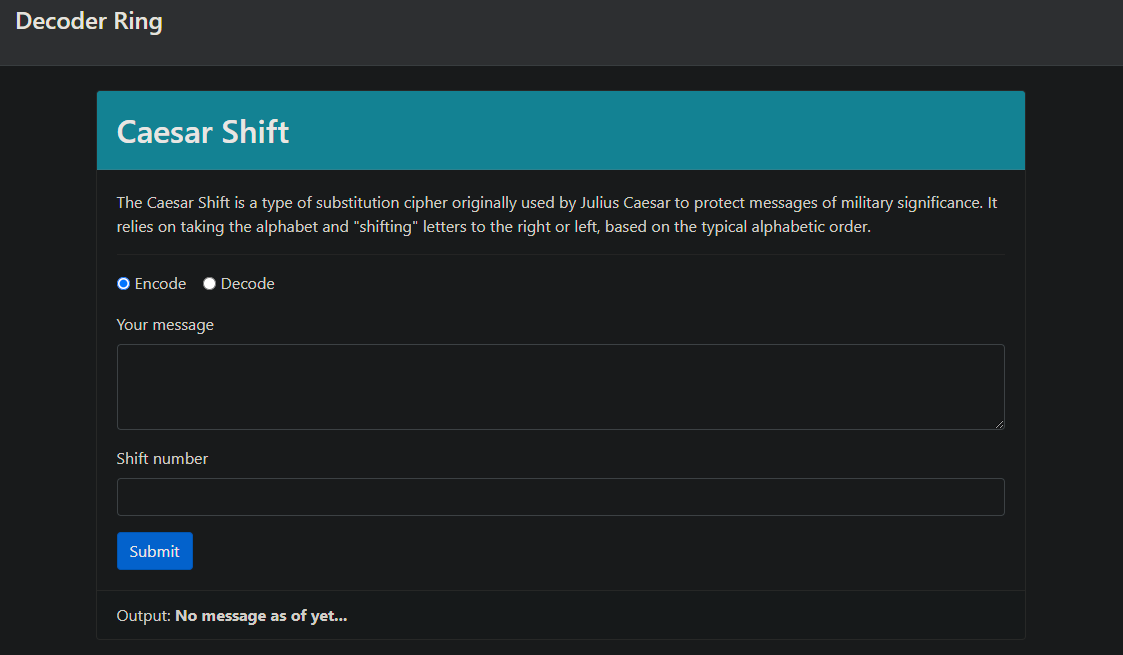 Decoder Ring
Caesar Shift
The Caesar Shift is a type of substitution cipher originally used by Julius Caesar to protect messages of military significance. It
relies on taking the alphabet and "shifting" letters to the right or left, based on the typical alphabetic order.
Encode Decode
Your message
Shift number
Submit
Output: No message as of yet...